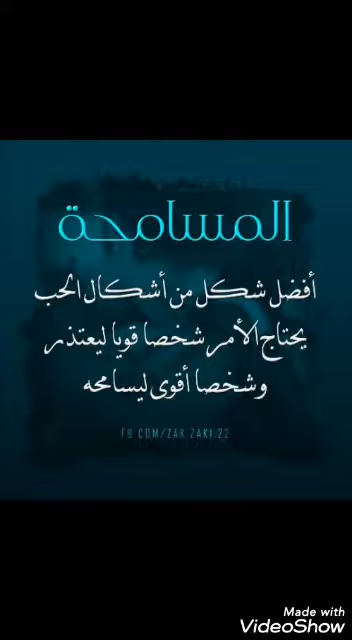 المسامحة
أفضل شكل من أشكال الحب
يحتاج الأمر شخصا قويا ليعتذر
وشخصا أقوى ليسامحه
FB.COM/ZAK.ZAKI.22
Made with
VideoShow